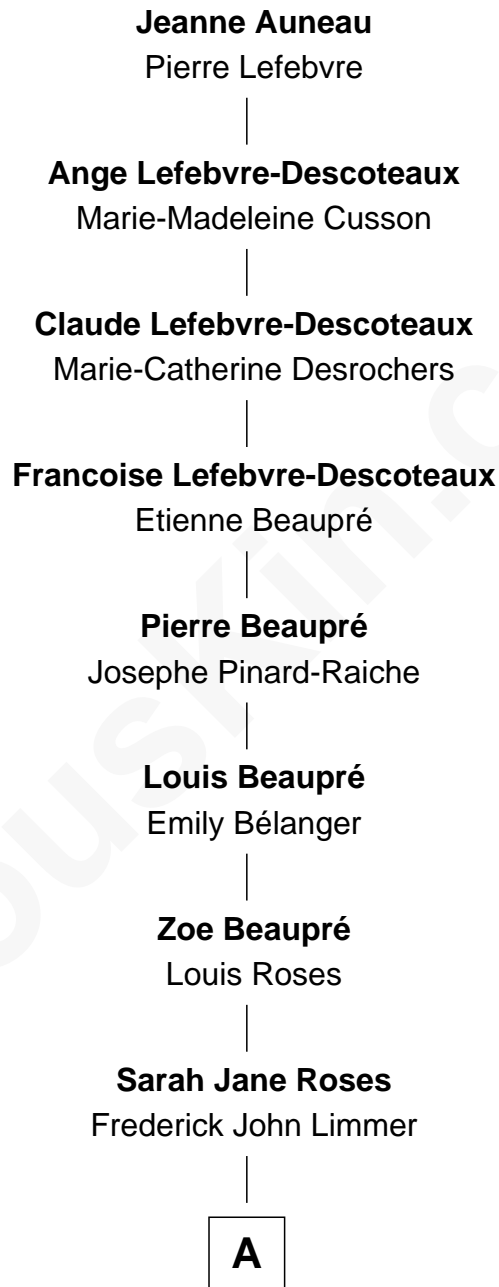 Jeanne Auneau
Pierre Lefebvre
Ange Lefebvre-Descoteaux
Marie-Madeleine Cusson
Claude Lefebvre-Descoteaux
Marie-Catherine Desrochers
Francoise Lefebvre-Descoteaux
Etienne Beaupré
Pierre Beaupré
Josephe Pinard-Raiche
Louis Beaupré
Emily Bélanger
Zoe Beaupré
Louis Roses
Sarah Jane Roses
Frederick John Limmer
A